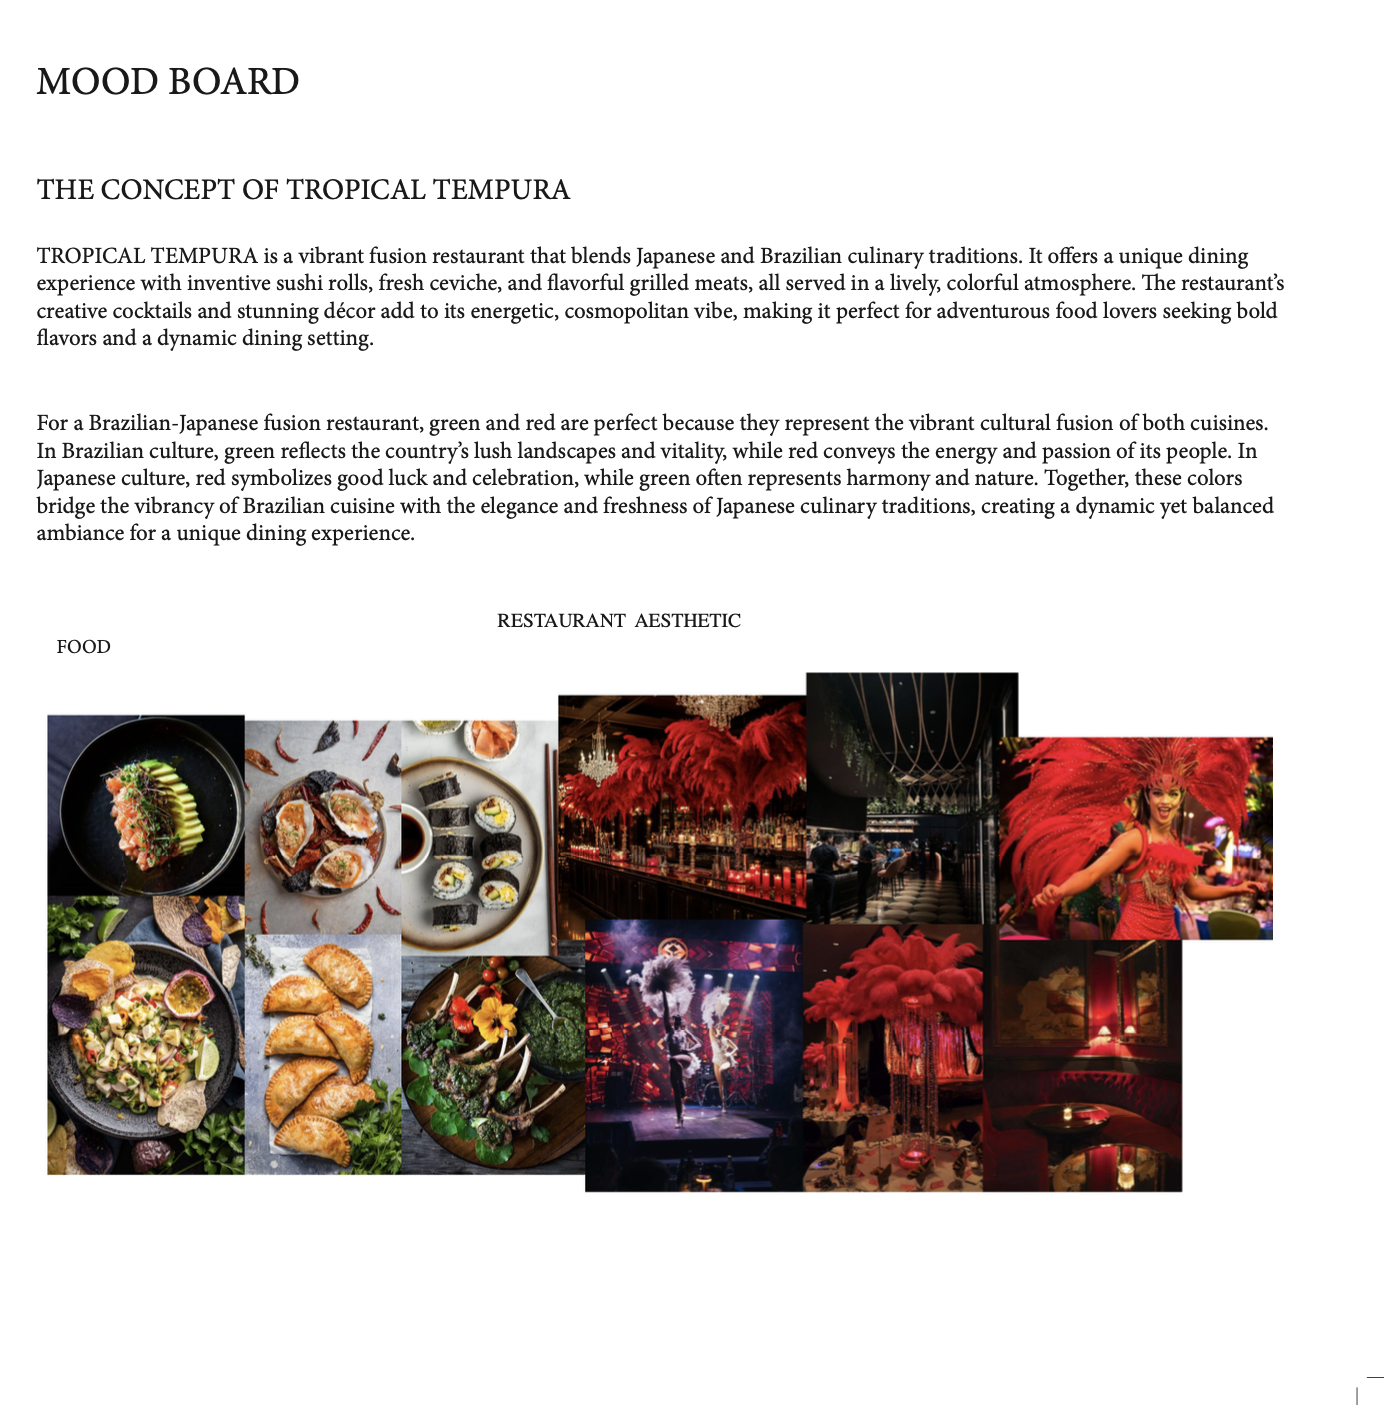 MOOD BOARD
THE CONCEPT OF TROPICAL TEMPURA
TROPICAL TEMPURA is a vibrant fusion restaurant that blends Japanese and Brazilian culinary traditions. It offers a unique dining
experience with inventive sushi rolls, fresh ceviche, and flavorful grilled meats, all served in a lively, colorful atmosphere. The restaurant’s
creative cocktails and stunning décor add to its energetic, cosmopolitan vibe, making it perfect for adventurous food lovers seeking bold
flavors and a dynamic dining setting.
For a Brazilian-Japanese fusion restaurant, green and red are perfect because they represent the vibrant cultural fusion of both cuisines.
In Brazilian culture, green reflects the country’s lush landscapes and vitality, while red conveys the energy and passion of its people. In
Japanese culture, red symbolizes good luck and celebration, while green often represents harmony and nature. Together, these colors
bridge the vibrancy of Brazilian cuisine with the elegance and freshness of Japanese culinary traditions, creating a dynamic yet balanced
ambiance for a unique dining experience.
RESTAURANT AESTHETIC
FOOD